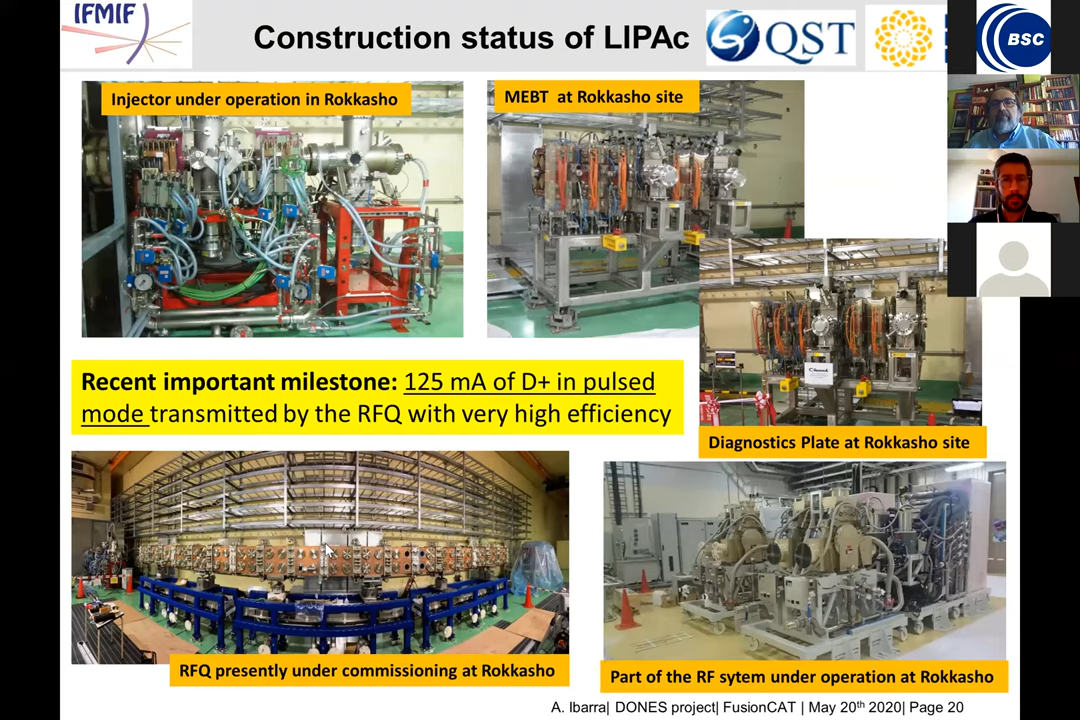 IFMIF
Construction status of LIPAc
QST
BSC
Injector under operation in Rokkasho
MEBT at Rokkasho site
Recent important milestone: 125 mA of D+ in pulsed
mode transmitted by the RFQ with very high efficiency
Diagnostics Plate at Rokkasho site
RFQ presently under commissioning at Rokkasho
Part of the RF sytem under operation at Rokkasho
A. Ibarra| DONES project| FusionCAT | May 20th 2020| Page 20